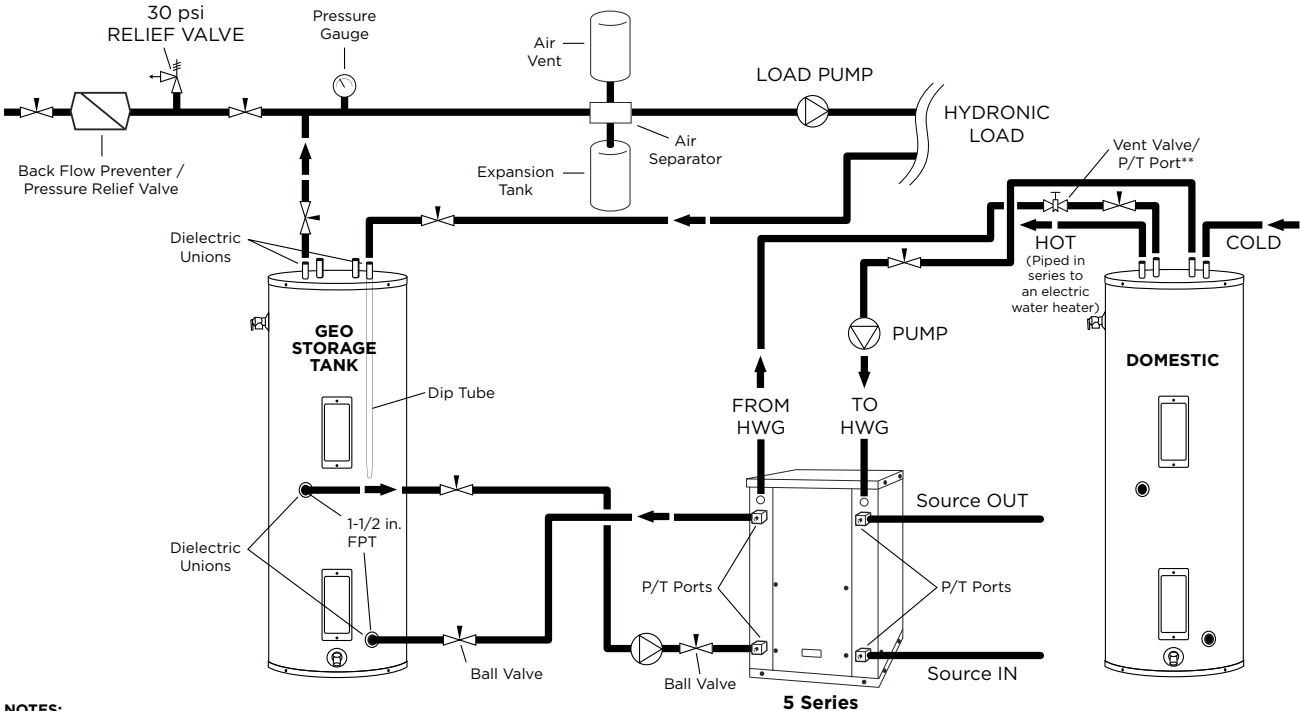 30 psi
RELIEF VALVE
Pressure
Gauge
Air
Vent
LOAD PUMP
HYDRONIC
LOAD
Air
Separator
Vent Valve/
P/T Port**
Back Flow Preventer /
Pressure Relief Valve
Expansion
Tank
Dielectric
Unions
HOT
(Piped in
series to
an electric
water heater)
COLD
GEO
STORAGE
TANK
PUMP
DOMESTIC
Dip Tube
FROM
HWG
TO
HWG
Source OUT
1-1/2 in.
FPT
Dielectric
Unions
P/T Ports
P/T Ports
Ball Valve
Ball Valve
Source IN
5 Series
NOTES: